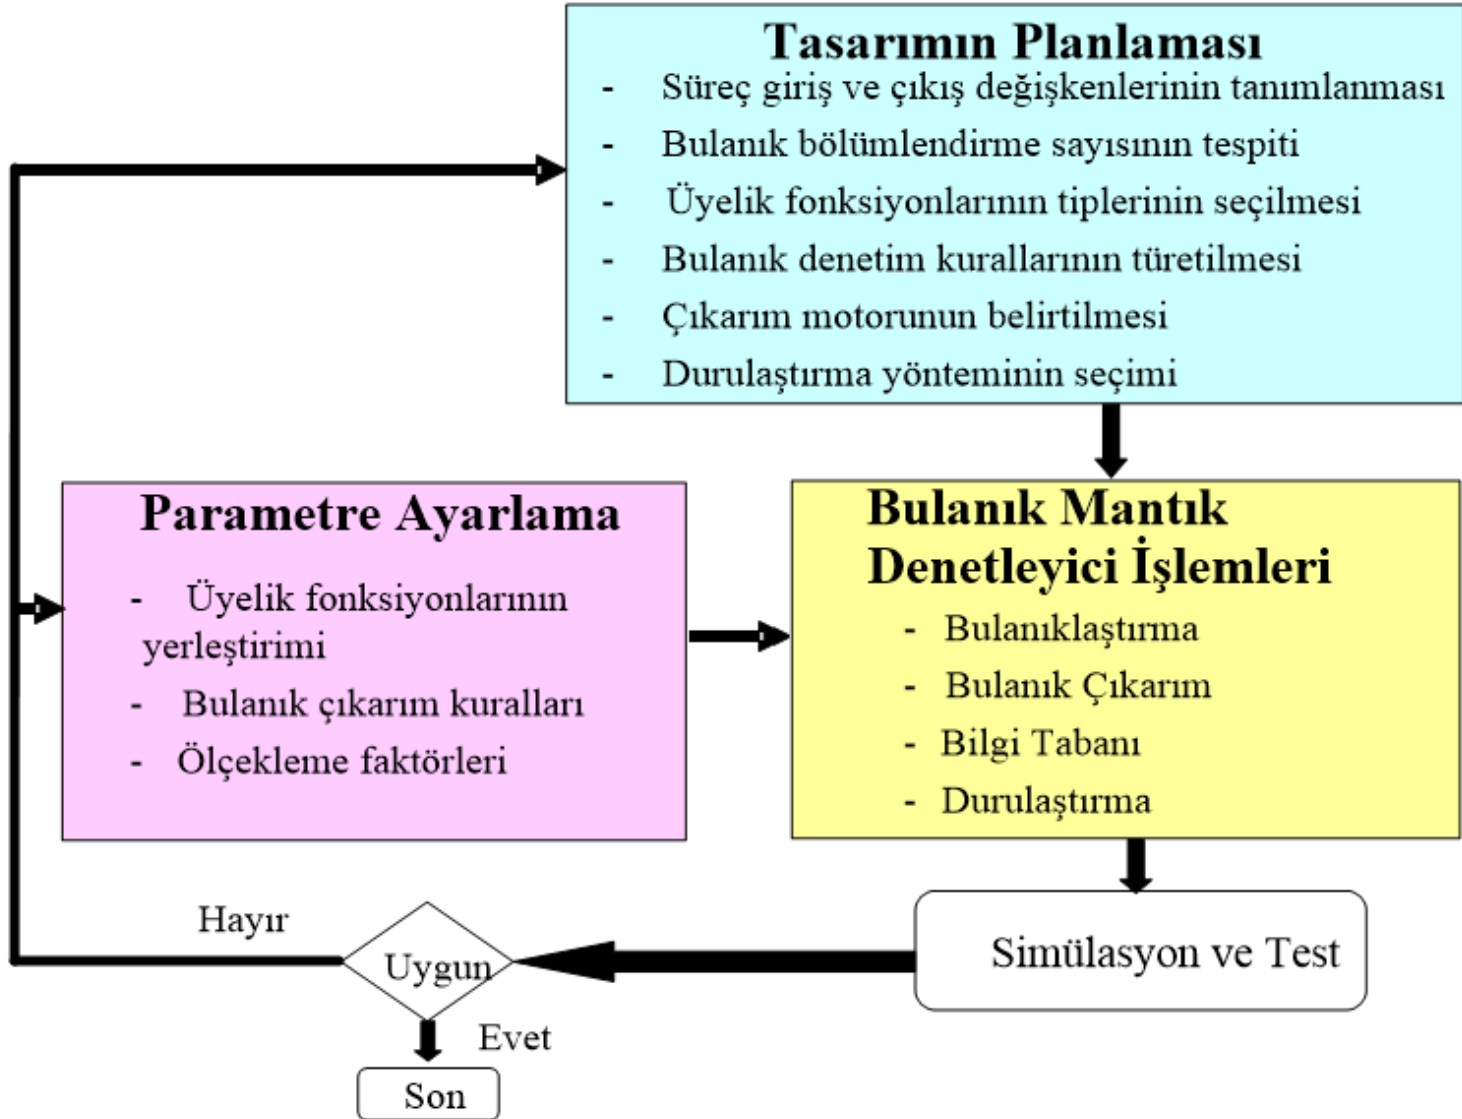 Tasarımın Planlaması
- Süreç giriş ve çıkış değişkenlerinin tanımlanması
- Bulanık bölümlendirme sayısının tespiti
- Üyelik fonksiyonlarının tiplerinin seçilmesi
- Bulanık denetim kurallarının türetilmesi
- Çıkarım motorunun belirtilmesi
- Durulaştırma yönteminin seçimi
Parametre Ayarlama
- Üyelik fonksiyonlarının
yerleştirimi
- Bulanık çıkarım kuralları
- Ölçekleme faktörleri
Bulanık Mantık
Denetleyici İşlemleri
- Bulanıklaştırma
- Bulanık Çıkarım
- Bilgi Tabanı
- Durulaştırma
Simülasyon ve Test
Hayır
Uygun
Evet
Son